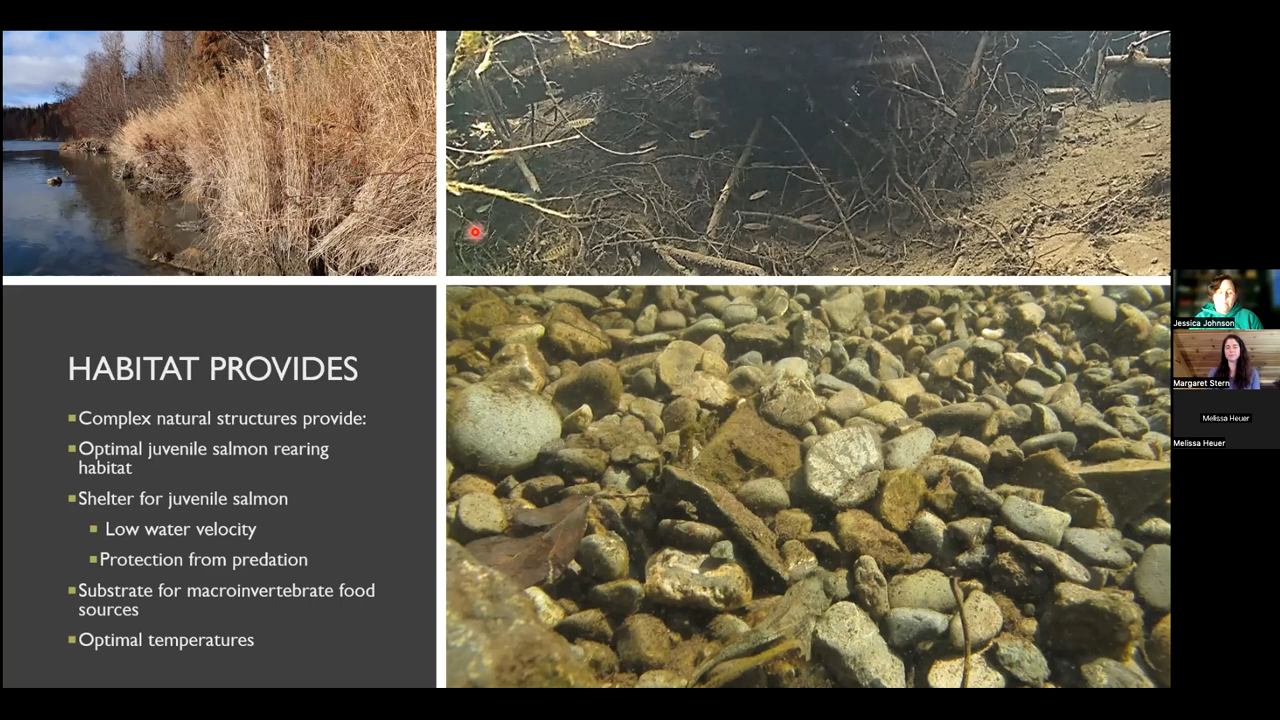 HABITAT PROVIDES
Complex natural structures provide:
Optimal juvenile salmon rearing
habitat
Shelter for juvenile salmon
Low water velocity
Protection from predation
Substrate for macroinvertebrate food
sources
Optimal temperatures
Jessica Johnson
Margaret Stern
Melissa Heuer
Melissa Heuer